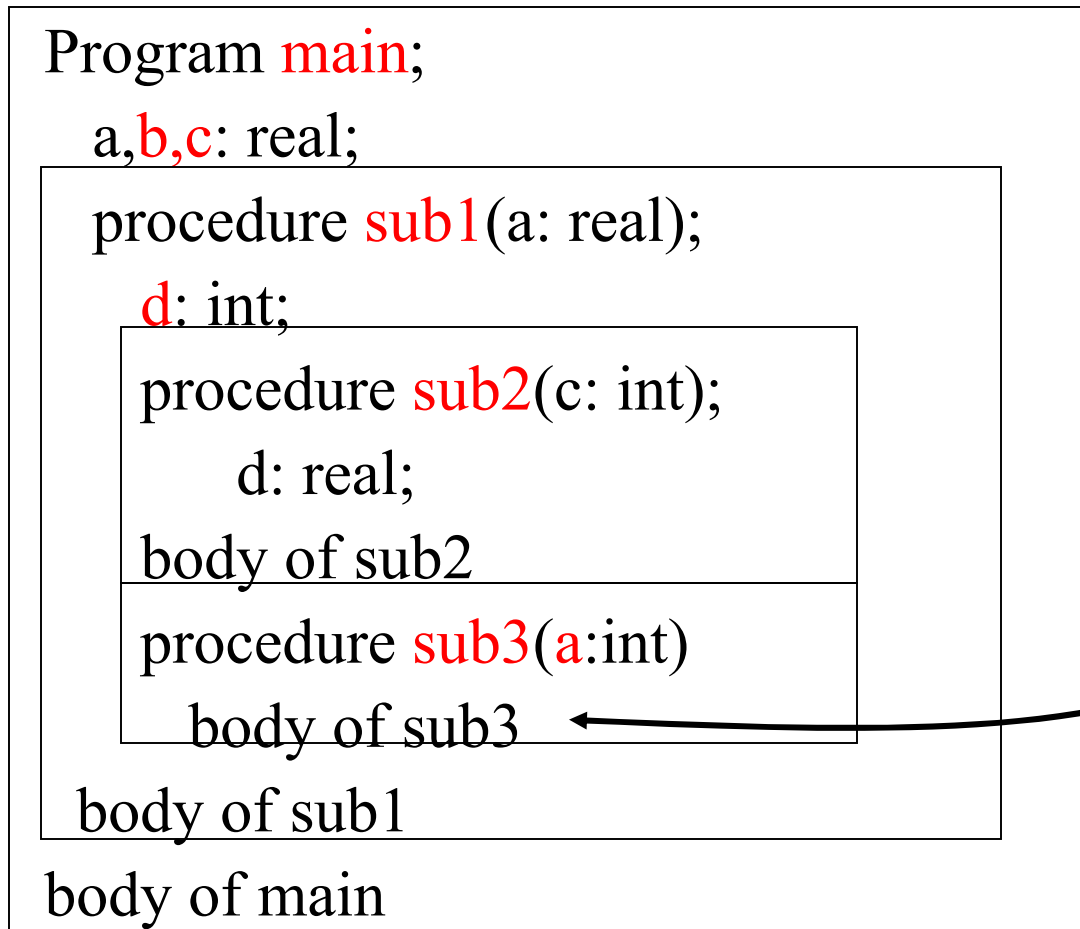 Program main;
a,b,c: real;
procedure sub1(a: real);
d: int;
procedure sub2(c: int);
d: real;
body of sub2
procedure sub3(a:int)
body of sub3
body of sub1
body of main